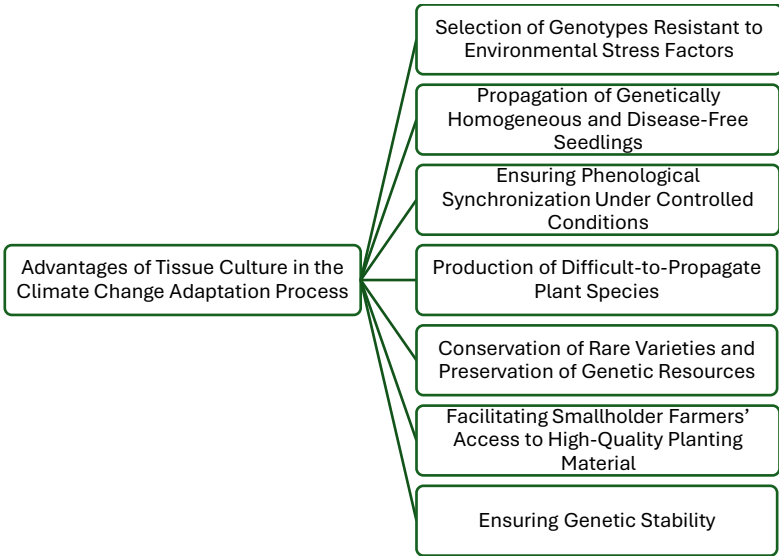 Selection of Genotypes Resistant to
Environmental Stress Factors
Propagation of Genetically
Homogeneous and Disease-Free
Seedlings
Ensuring Phenological
Synchronization Under Controlled
Conditions
Advantages of Tissue Culture in the
Climate Change Adaptation Process
Production of Difficult-to-Propagate
Plant Species
Conservation of Rare Varieties and
Preservation of Genetic Resources
Facilitating Smallholder Farmers’
Access to High-Quality Planting
Material
Ensuring Genetic Stability